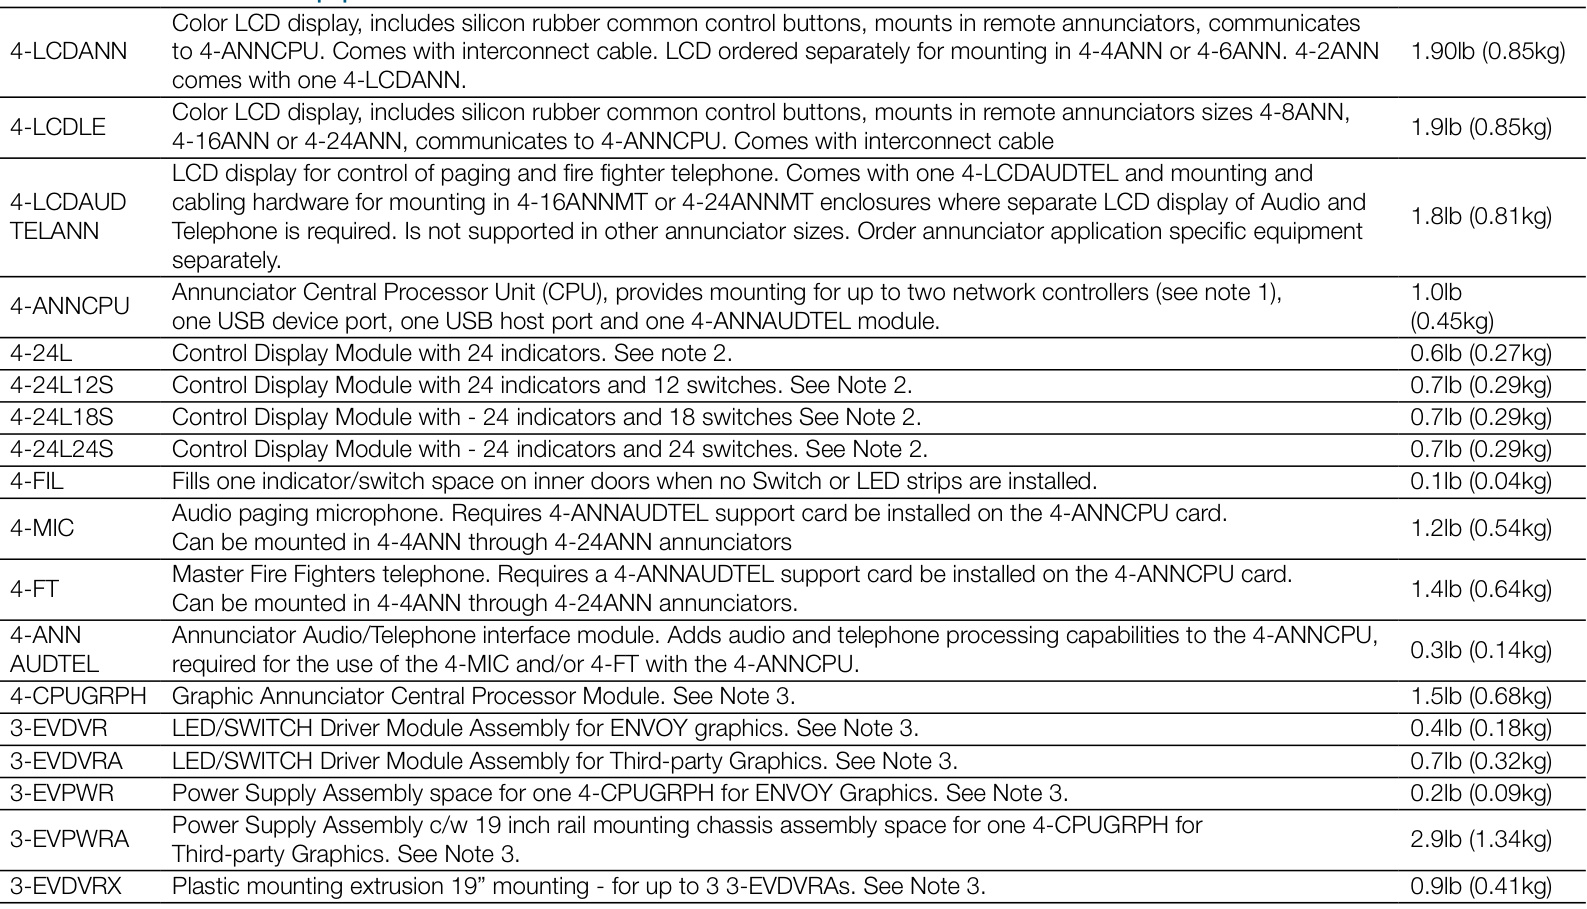 Color LCD display, includes silicon rubber common control buttons, mounts in remote annunciators, communicates
4-LCDANN to 4-ANNCPU. Comes with interconnect cable. LCD ordered separately for mounting in 4-4ANN or 4-6ANN. 4-2ANN 1.90lb (0.85kg)
comes with one 4-LCDANN.
4-LCDLE
Color LCD display, includes silicon rubber common control buttons, mounts in remote annunciators sizes 4-8ANN,
4-16ANN or 4-24ANN, communicates to 4-ANNCPU. Comes with interconnect cable
1.9lb (0.85kg)
4-LCDAUD
TELANN
LCD display for control of paging and fire fighter telephone. Comes with one 4-LCDAUDTEL and mounting and
cabling hardware for mounting in 4-16ANNMT or 4-24ANNMT enclosures where separate LCD display of Audio and
Telephone is required. Is not supported in other annunciator sizes. Order annunciator application specific equipment
separately.
1.8lb (0.81kg)
4-ANNCPU
Annunciator Central Processor Unit (CPU), provides mounting for up to two network controllers (see note 1),
one USB device port, one USB host port and one 4-ANNAUDTEL module.
1.0lb
(0.45kg)
4-24L Control Display Module with 24 indicators. See note 2. 0.6lb (0.27kg)
4-24L12S Control Display Module with 24 indicators and 12 switches. See Note 2. 0.7lb (0.29kg)
4-24L18S Control Display Module with - 24 indicators and 18 switches See Note 2. 0.7lb (0.29kg)
4-24L24S Control Display Module with - 24 indicators and 24 switches. See Note 2. 0.7lb (0.29kg)
4-FIL Fills one indicator/switch space on inner doors when no Switch or LED strips are installed. 0.1lb (0.04kg)
4-MIC
Audio paging microphone. Requires 4-ANNAUDTEL support card be installed on the 4-ANNCPU card.
Can be mounted in 4-4ANN through 4-24ANN annunciators
1.2lb (0.54kg)
4-FT
Master Fire Fighters telephone. Requires a 4-ANNAUDTEL support card be installed on the 4-ANNCPU card.
Can be mounted in 4-4ANN through 4-24ANN annunciators.
1.4lb (0.64kg)
4-ANN
AUDTEL
Annunciator Audio/Telephone interface module. Adds audio and telephone processing capabilities to the 4-ANNCPU,
required for the use of the 4-MIC and/or 4-FT with the 4-ANNCPU.
0.3lb (0.14kg)
4-CPUGRPH Graphic Annunciator Central Processor Module. See Note 3. 1.5lb (0.68kg)
3-EVDVR LED/SWITCH Driver Module Assembly for ENVOY graphics. See Note 3. 0.4lb (0.18kg)
3-EVDVRA LED/SWITCH Driver Module Assembly for Third-party Graphics. See Note 3. 0.7lb (0.32kg)
3-EVPWR Power Supply Assembly space for one 4-CPUGRPH for ENVOY Graphics. See Note 3. 0.2lb (0.09kg)
3-EVPWRA
Power Supply Assembly c/w 19 inch rail mounting chassis assembly space for one 4-CPUGRPH for
Third-party Graphics. See Note 3.
2.9lb (1.34kg)
3-EVDVRX Plastic mounting extrusion 19” mounting - for up to 3 3-EVDVRAs. See Note 3. 0.9lb (0.41kg)